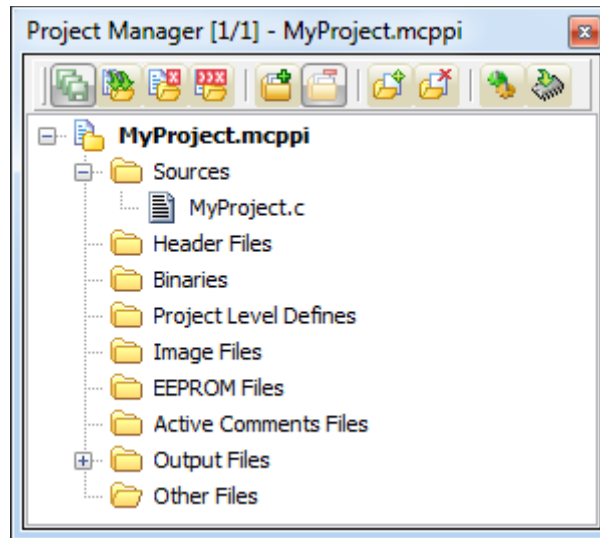 Project Manager [1/1] - MyProject.mcppi
MyProject.mcppi
Sources
MyProject.c
Header Files
Binaries
Project Level Defines
Image Files
EEPROM Files
Active Comments Files
Output Files
Other Files